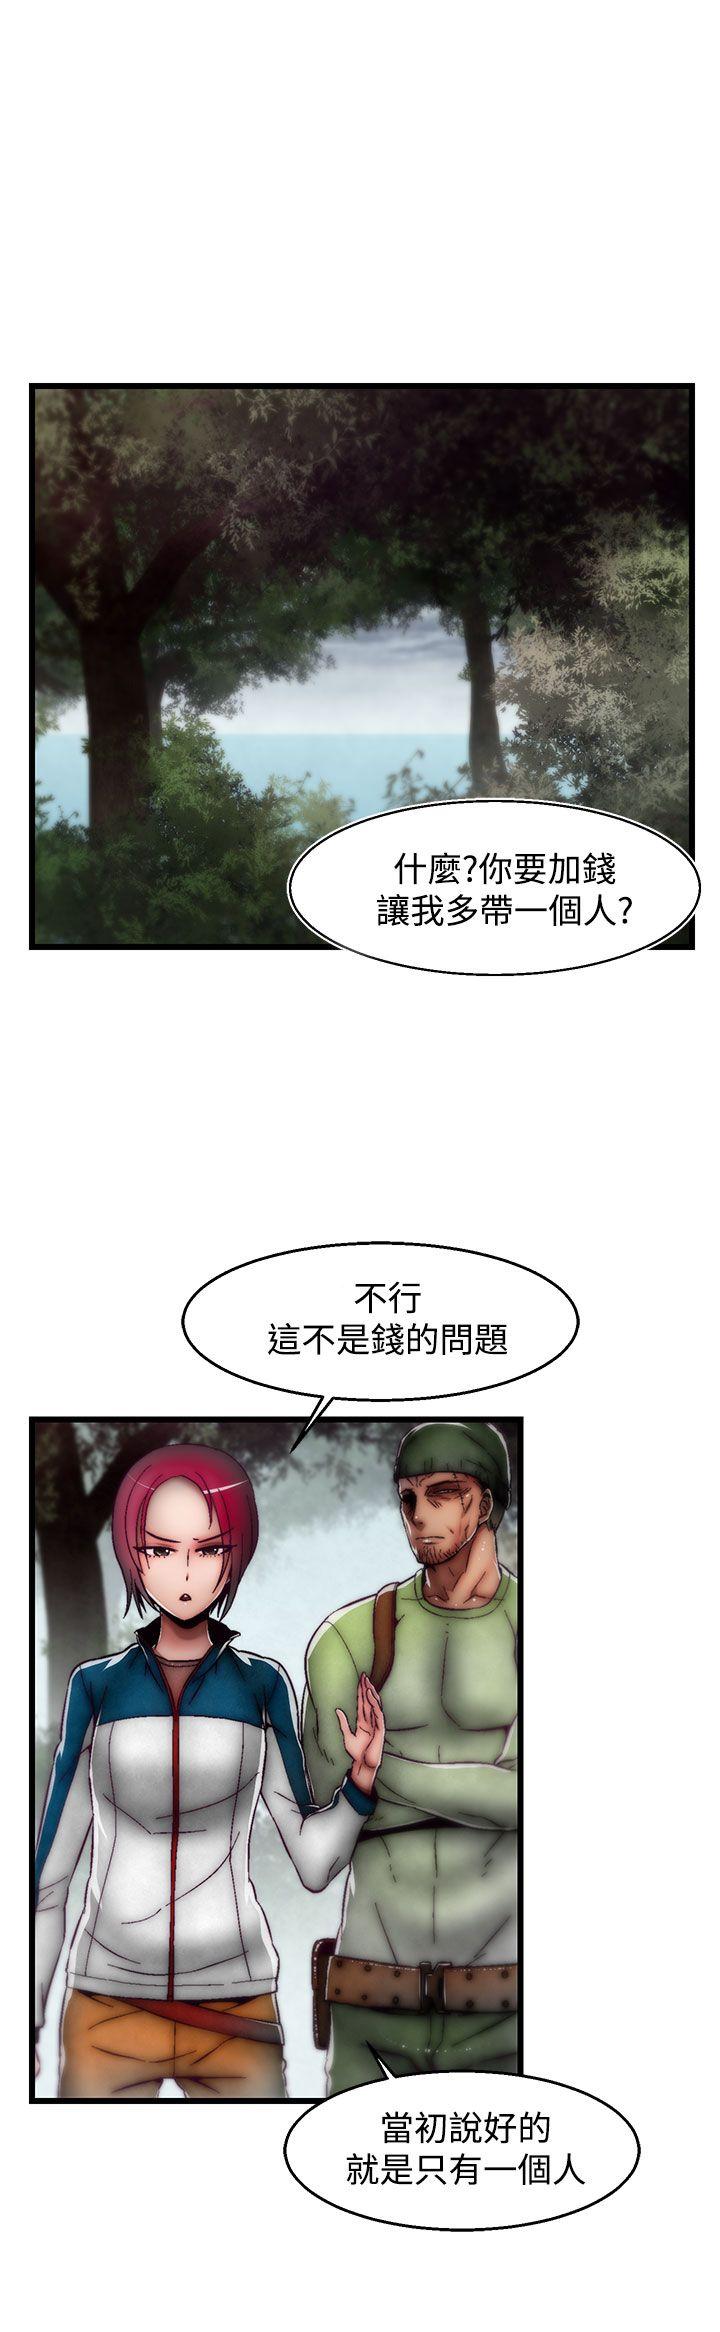 什麼?你要加錢
讓我多帶一個人?
不行
這不是錢的問題
當初說好的
就是只有一個人